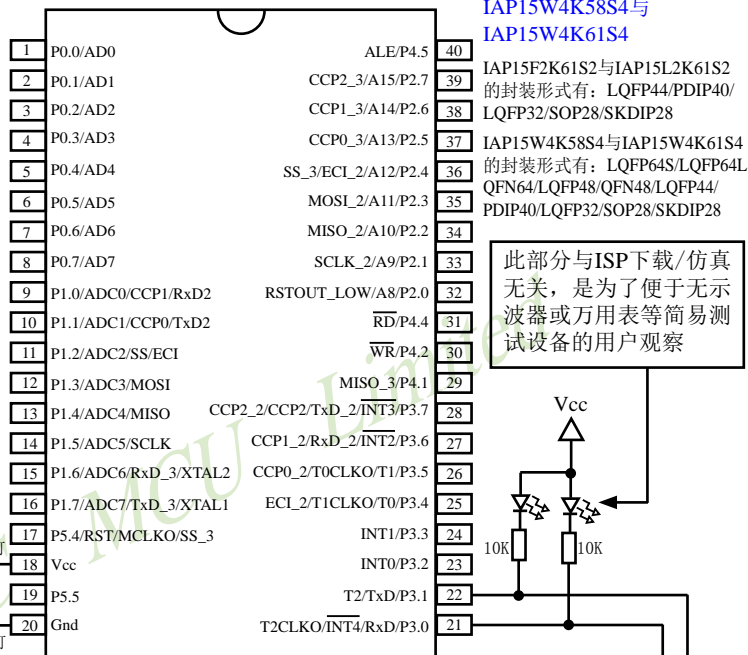 IAP15W4K58S4与
IAP15W4K61S4
IAP15F2K61S2与IAP15L2K61S2
的封装形式有：LQFP44/PDIP40/
LQFP32/SOP28/SKDIP28
IAP15W4K58S4与IAP15W4K61S4
的封装形式有：LQFP64S/LQFP64L
QFN64/LQFP48/QFN48/LQFP44/
PDIP40/LQFP32/SOP28/SKDIP28
此部分与ISP下载/仿真
无关，是为了便于无示
波器或万用表等简易测
试设备的用户观察
1 P0.0/AD0 ALE/P4.5 40
2 P0.1/AD1 CCP2_3/A15/P2.7 39
3 P0.2/AD2 CCP1_3/A14/P2.6 38
4 P0.3/AD3 CCP0_3/A13/P2.5 37
5 P0.4/AD4 SS_3/ECI_2/A12/P2.4 36
6 P0.5/AD5 MOSI_2/A11/P2.3 35
7 P0.6/AD6 MISO_2/A10/P2.2 34
8 P0.7/AD7 SCLK_2/A9/P2.1 33
9 P1.0/ADC0/CCP1/RxD2 RSTOUT_LOW/A8/P2.0 32
10 P1.1/ADC1/CCP0/TxD2 RD/P4.4 31
11 P1.2/ADC2/SS/ECI WR/P4.2 30
12 P1.3/ADC3/MOSI MISO_3/P4.1 29
13 P1.4/ADC4/MISO CCP2_2/CCP2/TxD_2/INT3/P3.7 28
14 P1.5/ADC5/SCLK CCP1_2/RxD_2/INT2/P3.6 27
15 P1.6/ADC6/RxD_3/XTAL2 CCP0_2/T0CLKO/T1/P3.5 26
16 P1.7/ADC7/TxD_3/XTAL1 ECI_2/T1CLKO/T0/P3.4 25
17 P5.4/RST/MCLKO/SS_3 INT1/P3.3 24
18 Vcc INT0/P3.2 23
19 P5.5 T2/TxD/P3.1 22
20 Gnd T2CLKO/INT4/RxD/P3.0 21
Vcc
10K 10K
MCU Limited